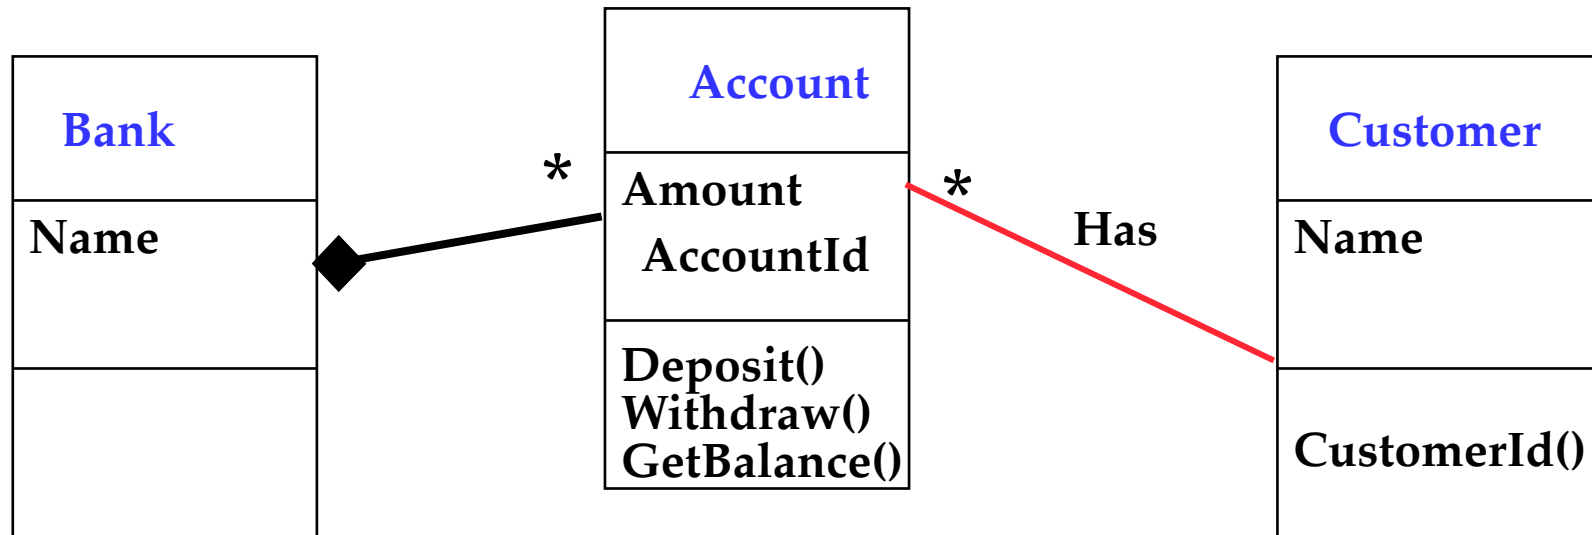 Bank
Name
*
Account
Amount
AccountId
Deposit()
Withdraw()
GetBalance()
*
Has
Customer
Name
CustomerId()